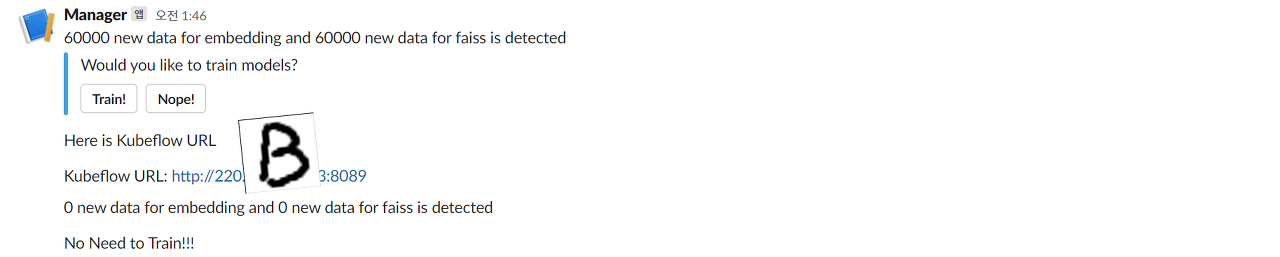 Manager 앱 오전 1:46
60000 new data for embedding and 60000 new data for faiss is detected
Would you like to train models?
Train! Nope!
Here is Kubeflow URL
B
Kubeflow URL: http://220. 3:8089
0 new data for embedding and 0 new data for faiss is detected
No Need to Train!!!